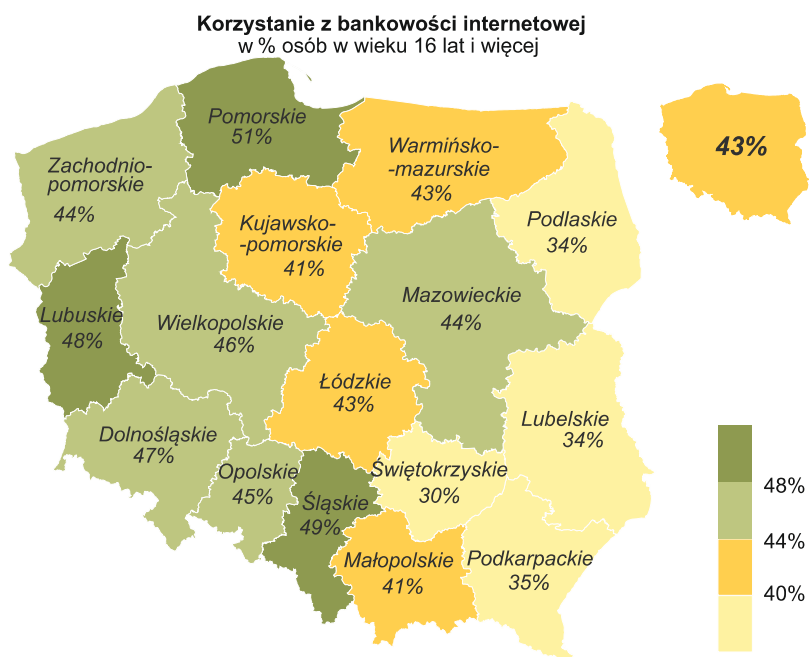 Korzystanie z bankowości internetowej
w % osób w wieku 16 lat i więcej
Pomorskie
51%
Warmińsko-
-mazurskie
43%
43%
Zachodnio-
pomorskie
44%
Kujawsko-
-pomorskie
41%
Podlaskie
34%
Mazowieckie
44%
Lubuskie
48%
Wielkopolskie
46%
Łódzkie
43%
Lubelskie
34%
Dolnośląskie
47%
Opolskie
45%
Śląskie
49%
Świętokrzyskie
30%
Małopolskie
41%
Podkarpackie
35%
48%
44%
40%